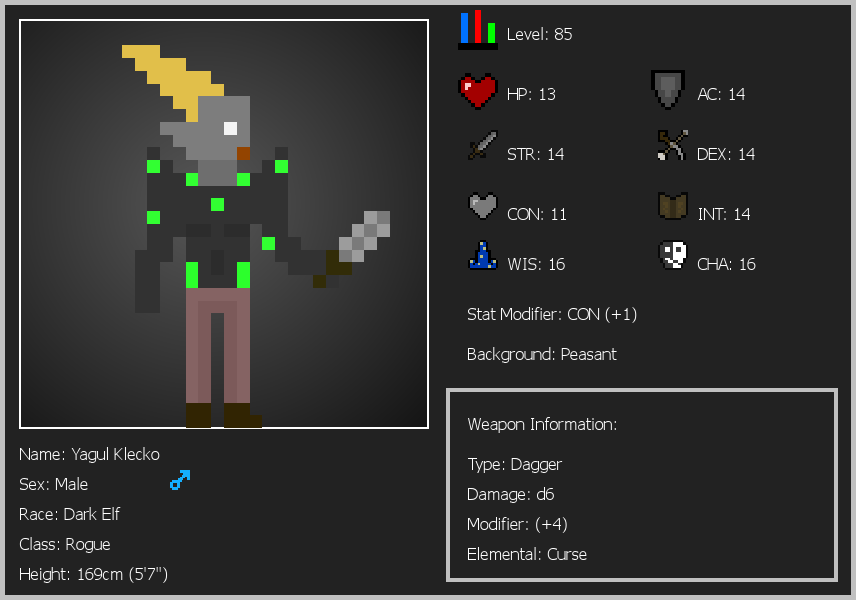 Level: 85
HP: 13
AC: 14
STR: 14
DEX: 14
CON: 11
INT: 14
WIS: 16
CHA: 16
Stat Modifier: CON (+1)
Background: Peasant
Weapon Information:
Type: Dagger
Damage: d6
Modifier: (+4)
Elemental: Curse
Name: Yagul Klecko
Sex: Male
Race: Dark Elf
Class: Rogue
Height: 169cm (5'7")